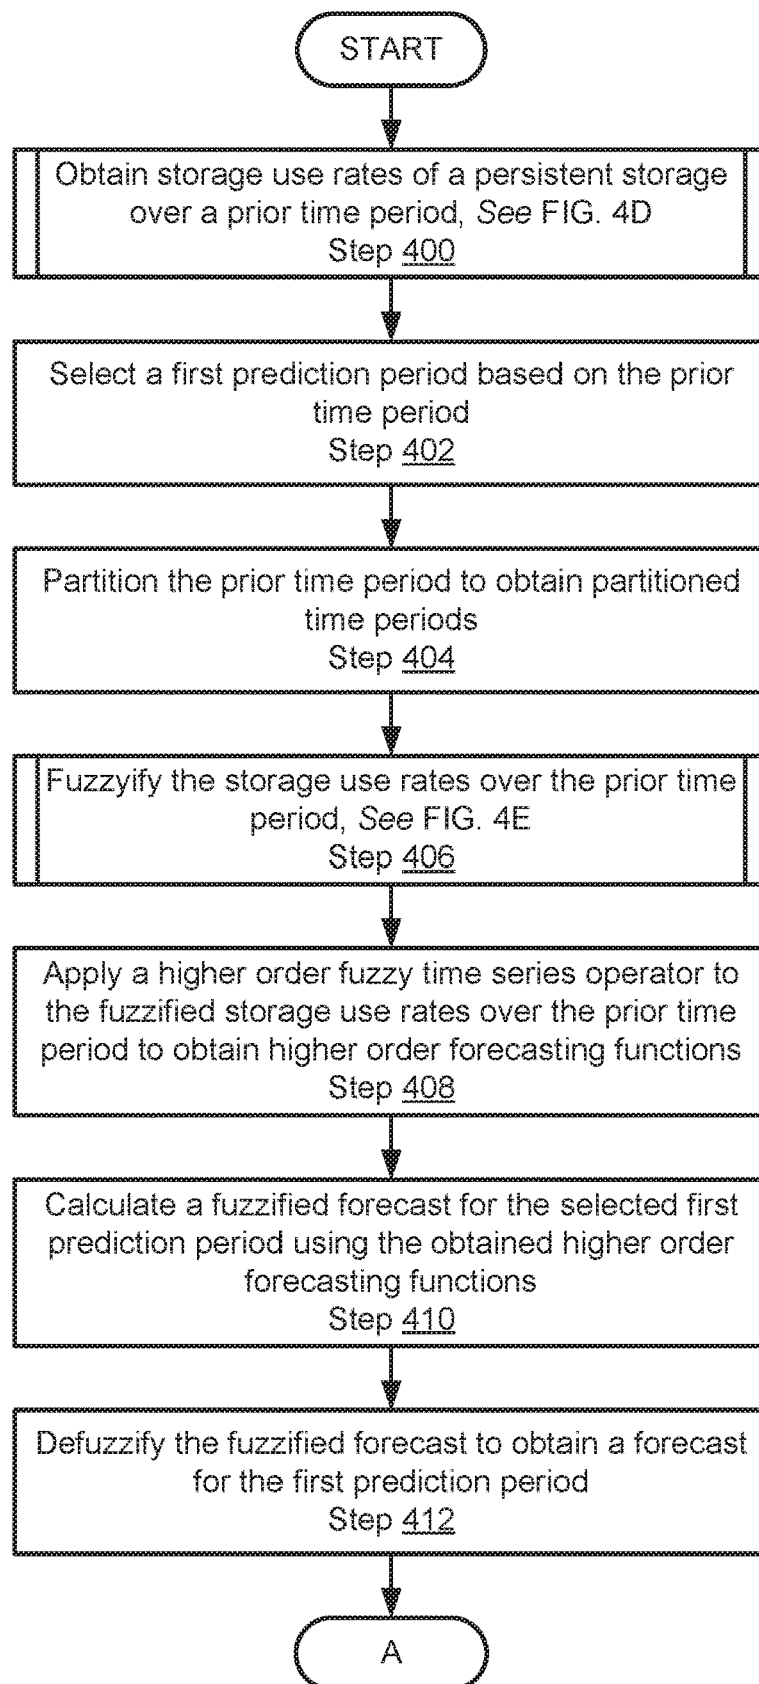 START
Obtain storage use rates of a persistent storage
over a prior time period, See FIG. 4D
Step 400
Select a first prediction period based on the prior
time period
Step 402
Partition the prior time period to obtain partitioned
time periods
Step 404
Fuzzyify the storage use rates over the prior time
period, See FIG. 4E
Step 406
Apply a higher order fuzzy time series operator to
the fuzzified storage use rates over the prior time
period to obtain higher order forecasting functions
Step 408
Calculate a fuzzified forecast for the selected first
prediction period using the obtained higher order
forecasting functions
Step 410
Defuzzify the fuzzified forecast to obtain a forecast
for the first prediction period
Step 412
A